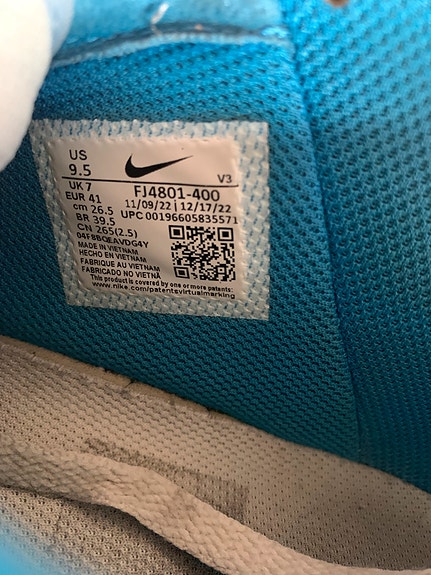 US
9.5
V3
UK 7
FJ4801-400
EUR 41
11/09/22 | 12/17/22
cm 26.5
UPC 00196605835571
BR 39.5
CN 265(2.5)
04F8BQEAVDG4Y
MADE IN VIETNAM
HECHO EN VIETNAM
FABRIQUE AU VIETNAM
FABRICADO NO VIETNÃ
This product is covered by one or more patents:
www.nike.com/patentsvirtualmarking